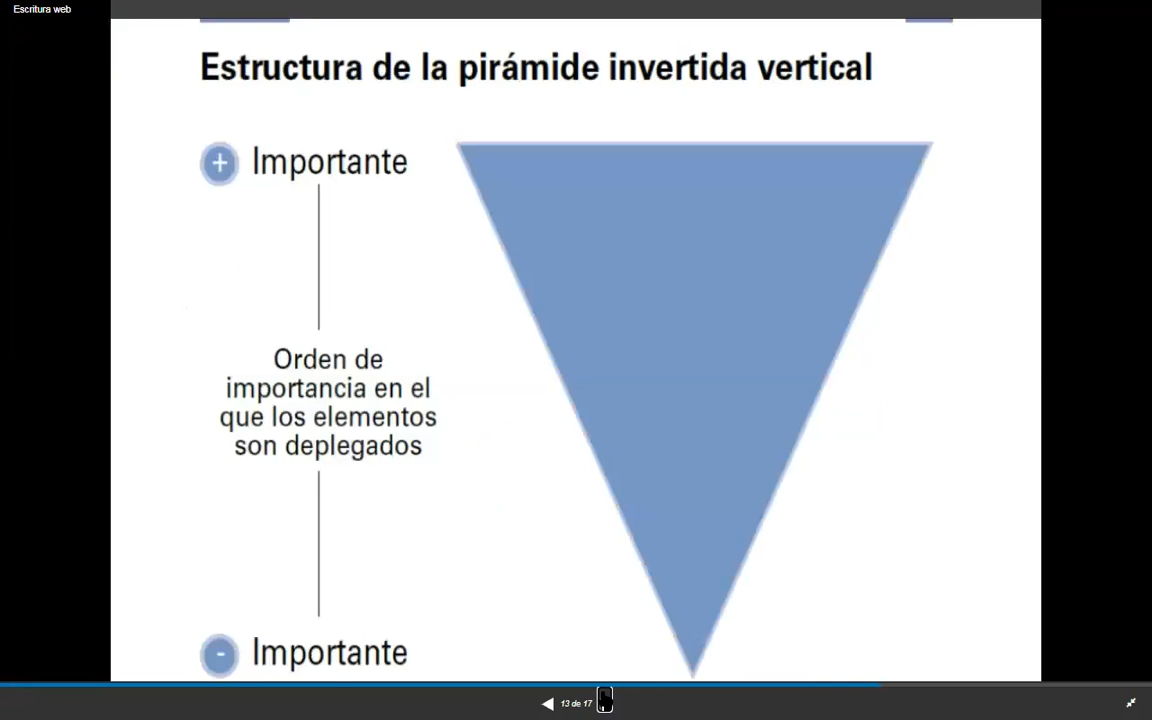 Escritura web
Estructura de la pirámide invertida vertical
+ Importante
Orden de
importancia en el
que los elementos
son deplegados
- Importante
13 de 17